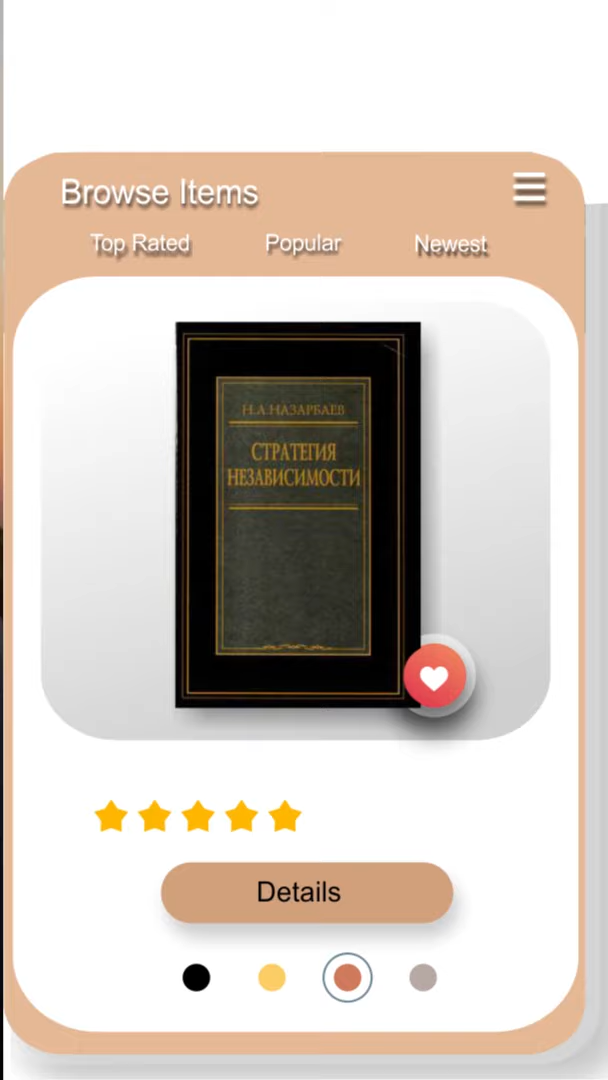 Browse Items
Top Rated Popular Newest
Н.А.НАЗАРБАЕВ
СТРАТЕГИЯ
НЕЗАВИСИМОСТИ
Details